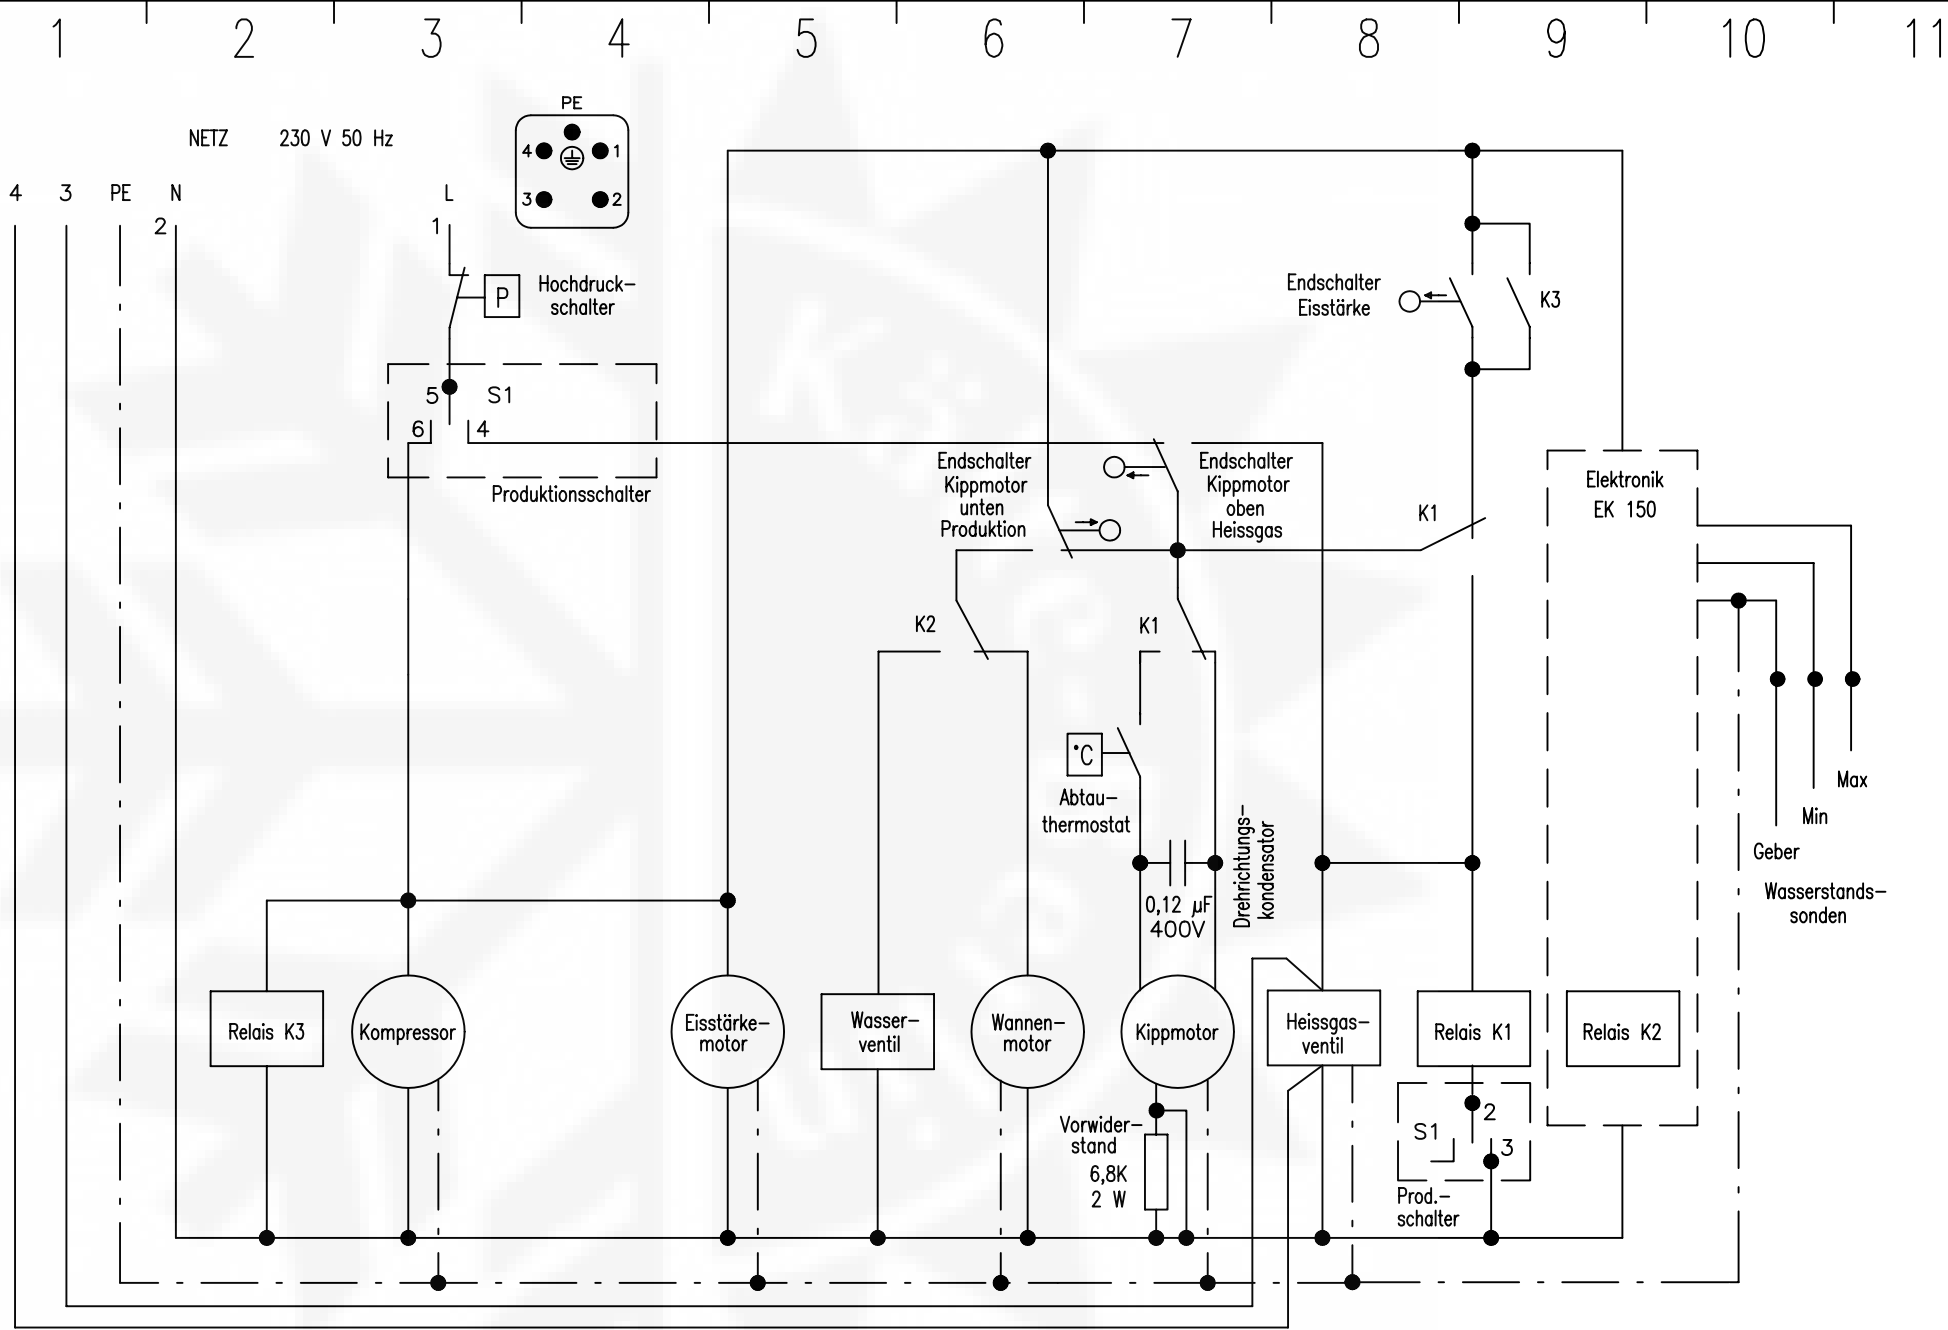 1 2 3 4 5 6 7 8 9 10 11
PE
NETZ 230 V 50 Hz
4 1
3 2
4 3 PE N L
2 1
Hochdruck-
schalter
P
5 S1
6 4
Produktionsschalter
Endschalter
Eisstärke
K3
Endschalter
Kippmotor
unten
Produktion
Endschalter
Kippmotor
oben
Heissgas
K1
Elektronik
EK 150
K2
K1
°C
Abtau-
thermostat
Drehrichtungs-
kondensator
0,12 µF
400V
Max
Min
Geber
Wasserstands-
sonden
Relais K3
Kompressor
Eisstärke-
motor
Wasser-
ventil
Wannen-
motor
Kippmotor
Heissgas-
ventil
Relais K1
Relais K2
Vorwider-
stand
6,8K
2 W
2
S1
3
Prod.-
schalter